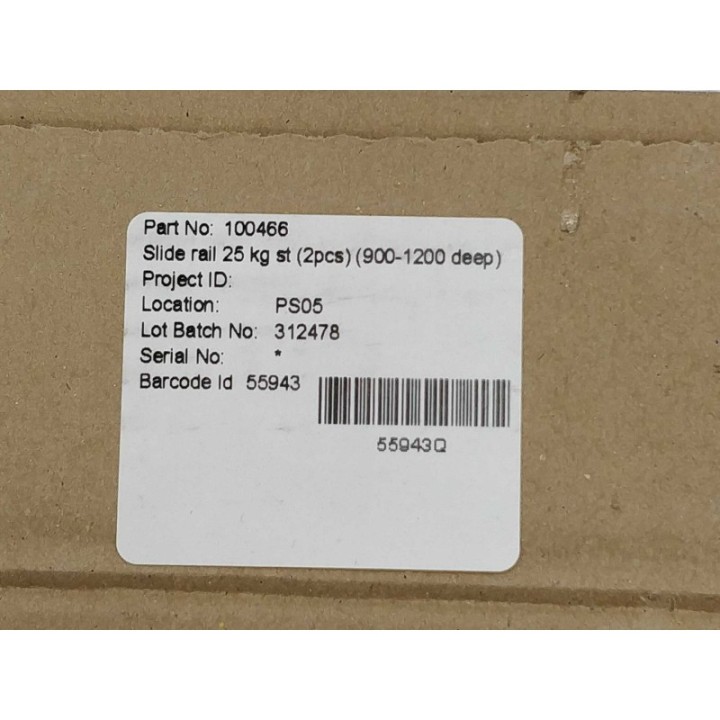 Part No: 100466
Slide rail 25 kg st (2pcs) (900-1200 deep)
Project ID:
Location: PS05
Lot Batch No: 312478
Serial No: *
Barcode Id 55943
55943Q